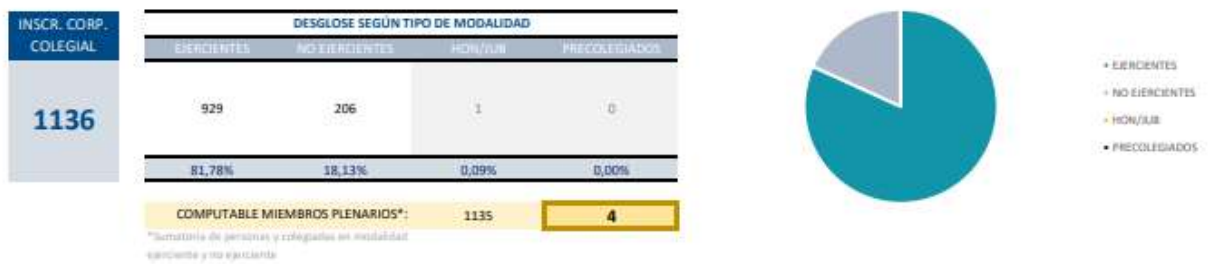 INSCR. CORP.
COLEGIAL
1136
DESGLOSE SEGÚN TIPO DE MODALIDAD
EJERCIENTES NO EJERCIENTES HON/JUB PRECOLEGIADOS
929 206 1 0
81,78% 18,13% 0,09% 0,00%
COMPUTABLE MIEMBROS PLENARIOS*: 1135 4
*Sumatoria de personas y colegiadas en modalidad
ejerciente y no ejerciente
EJERCIENTES
NO EJERCIENTES
HON/JUB
PRECOLEGIADOS